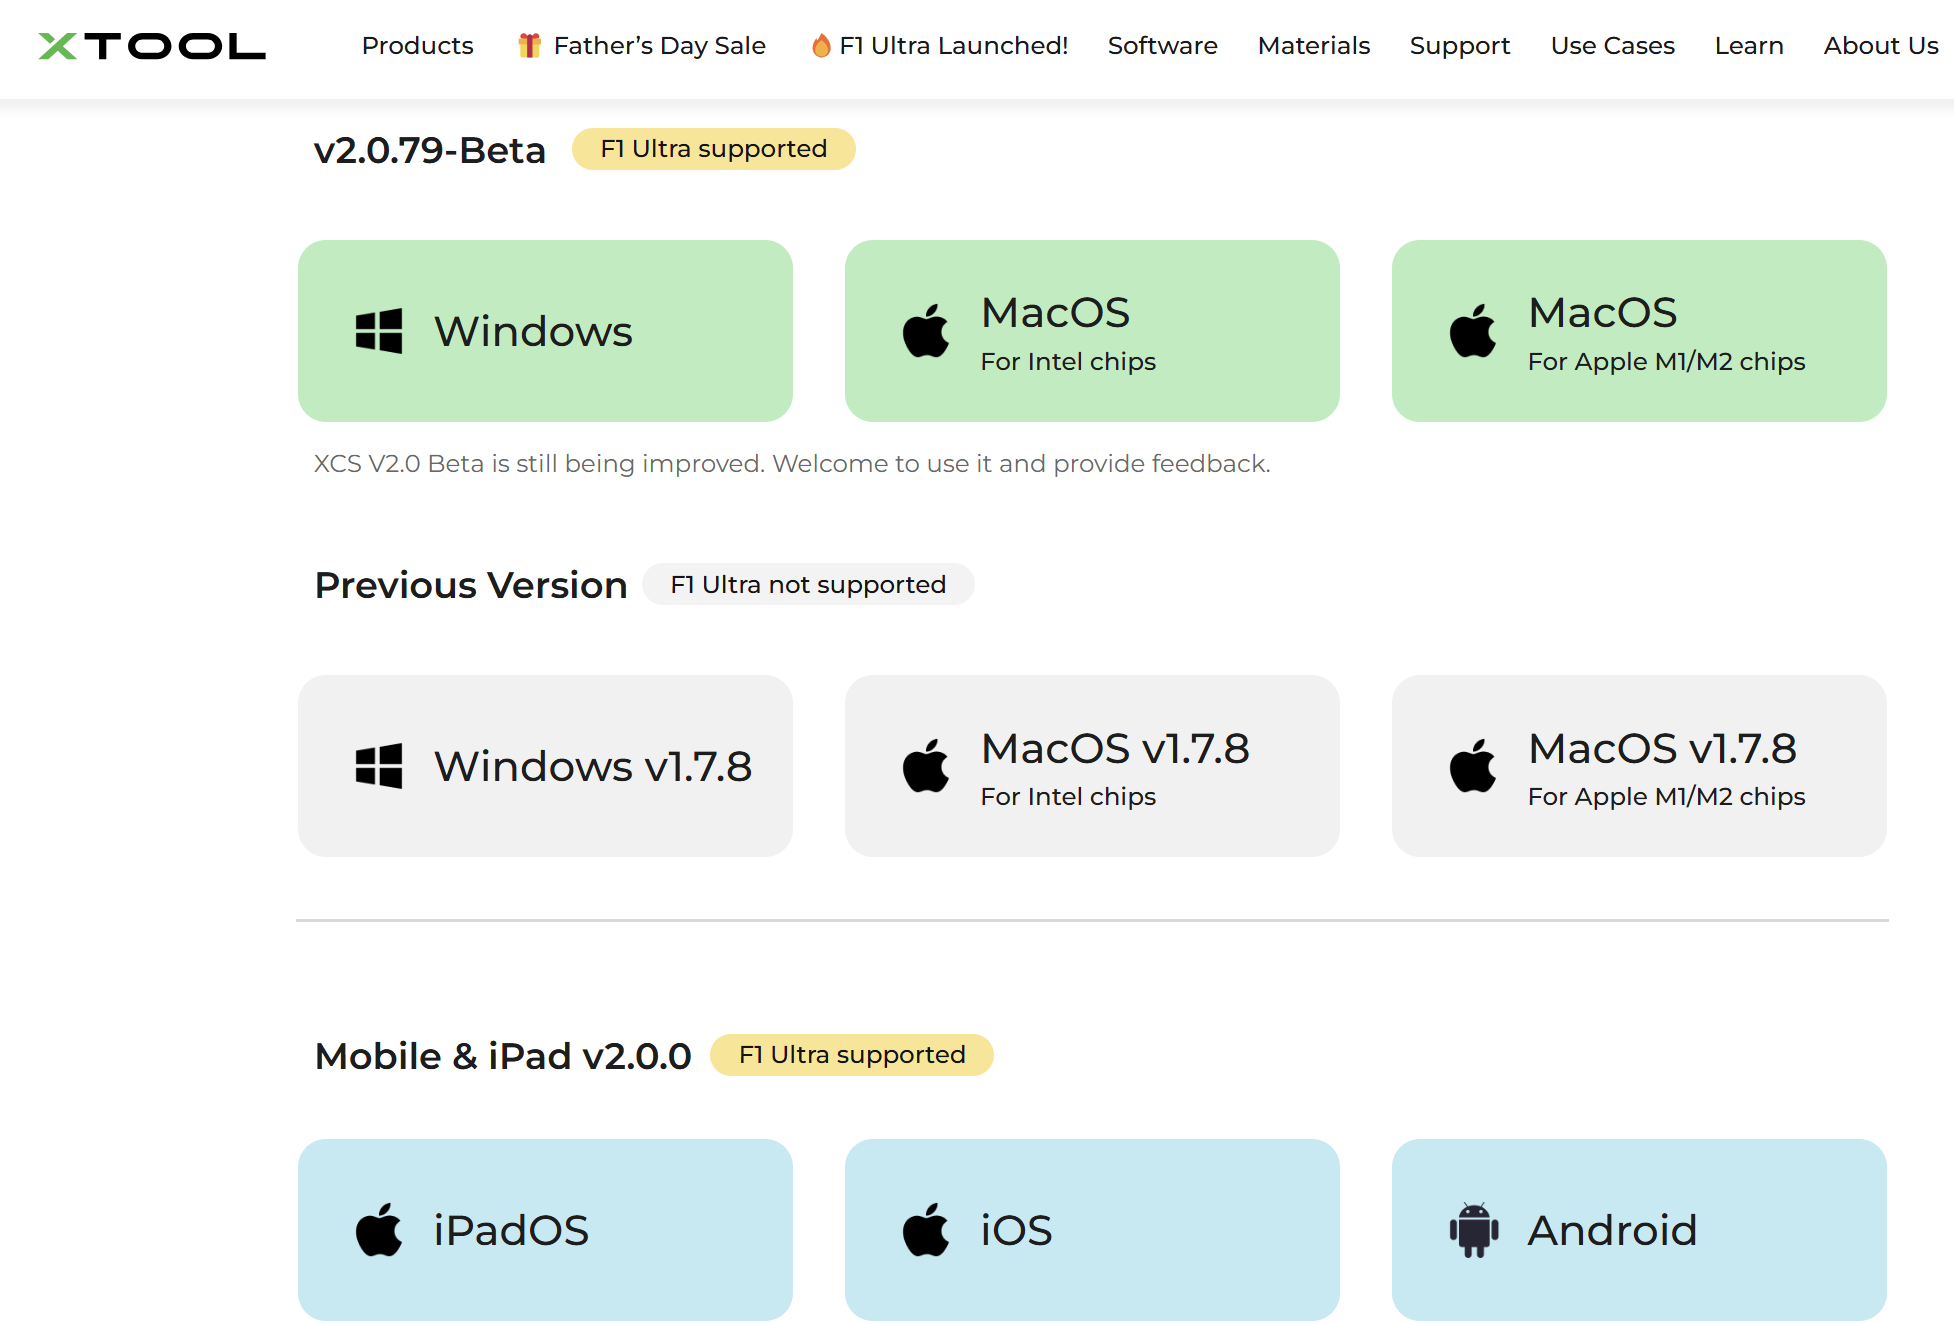 XTOOL
Products
Father’s Day Sale
F1 Ultra Launched!
Software
Materials
Support
Use Cases
Learn
About Us
v2.0.79-Beta
F1 Ultra supported
Windows
MacOS
For Intel chips
MacOS
For Apple M1/M2 chips
XCS V2.0 Beta is still being improved. Welcome to use it and provide feedback.
Previous Version
F1 Ultra not supported
Windows v1.7.8
MacOS v1.7.8
For Intel chips
MacOS v1.7.8
For Apple M1/M2 chips
Mobile & iPad v2.0.0
F1 Ultra supported
iPadOS
iOS
Android